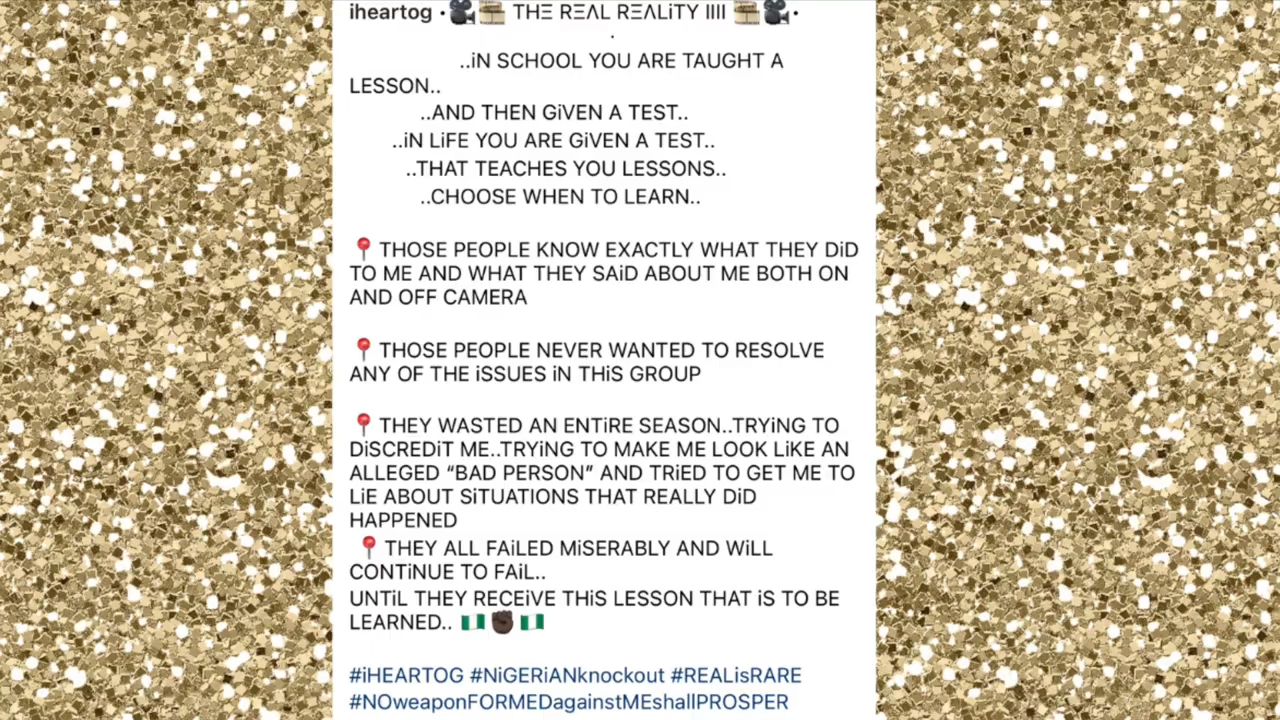 iheartog • 🎥 THΞ RΞΛL RΞΛLiTY IIII 🎥•
.
..iN SCHOOL YOU ARE TAUGHT A
LESSON..
..AND THEN GiVEN A TEST..
..iN LiFE YOU ARE GiVEN A TEST..
..THAT TEACHES YOU LESSONS..
..CHOOSE WHEN TO LEARN..
📍THOSE PEOPLE KNOW EXACTLY WHAT THEY DiD
TO ME AND WHAT THEY SAiD ABOUT ME BOTH ON
AND OFF CAMERA
📍THOSE PEOPLE NEVER WANTED TO RESOLVE
ANY OF THE iSSUES iN THiS GROUP
📍THEY WASTED AN ENTiRE SEASON..TRYiNG TO
DiSCREDiT ME..TRYiNG TO MAKE ME LOOK LiKE AN
ALLEGED “BAD PERSON” AND TRiED TO GET ME TO
LiE ABOUT SiTUATIONS THAT REALLY DiD
HAPPENED
📍THEY ALL FAiLED MiSERABLY AND WiLL
CONTiNUE TO FAiL..
UNTiL THEY RECEiVE THiS LESSON THAT iS TO BE
LEARNED.. 🇳🇬✊🏿🇳🇬
#iHEARTOG #NiGERiANknockout #REALisRARE
#NOweaponFORMEDagainstMEshallPROSPER